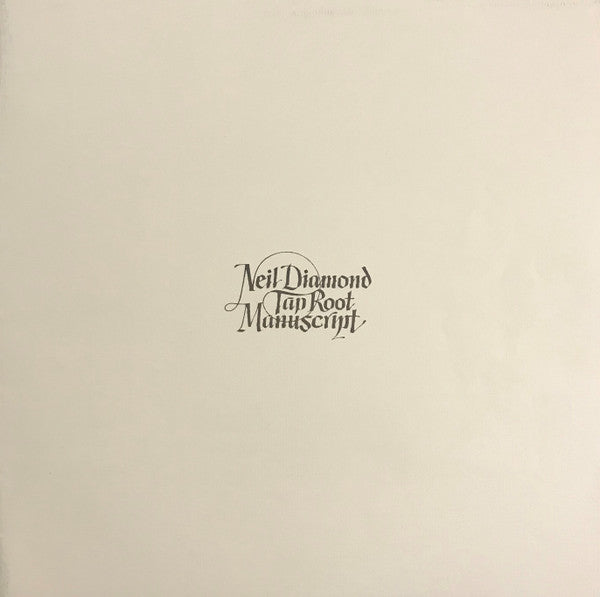 Neil Diamond
Tap Root
Manuscript